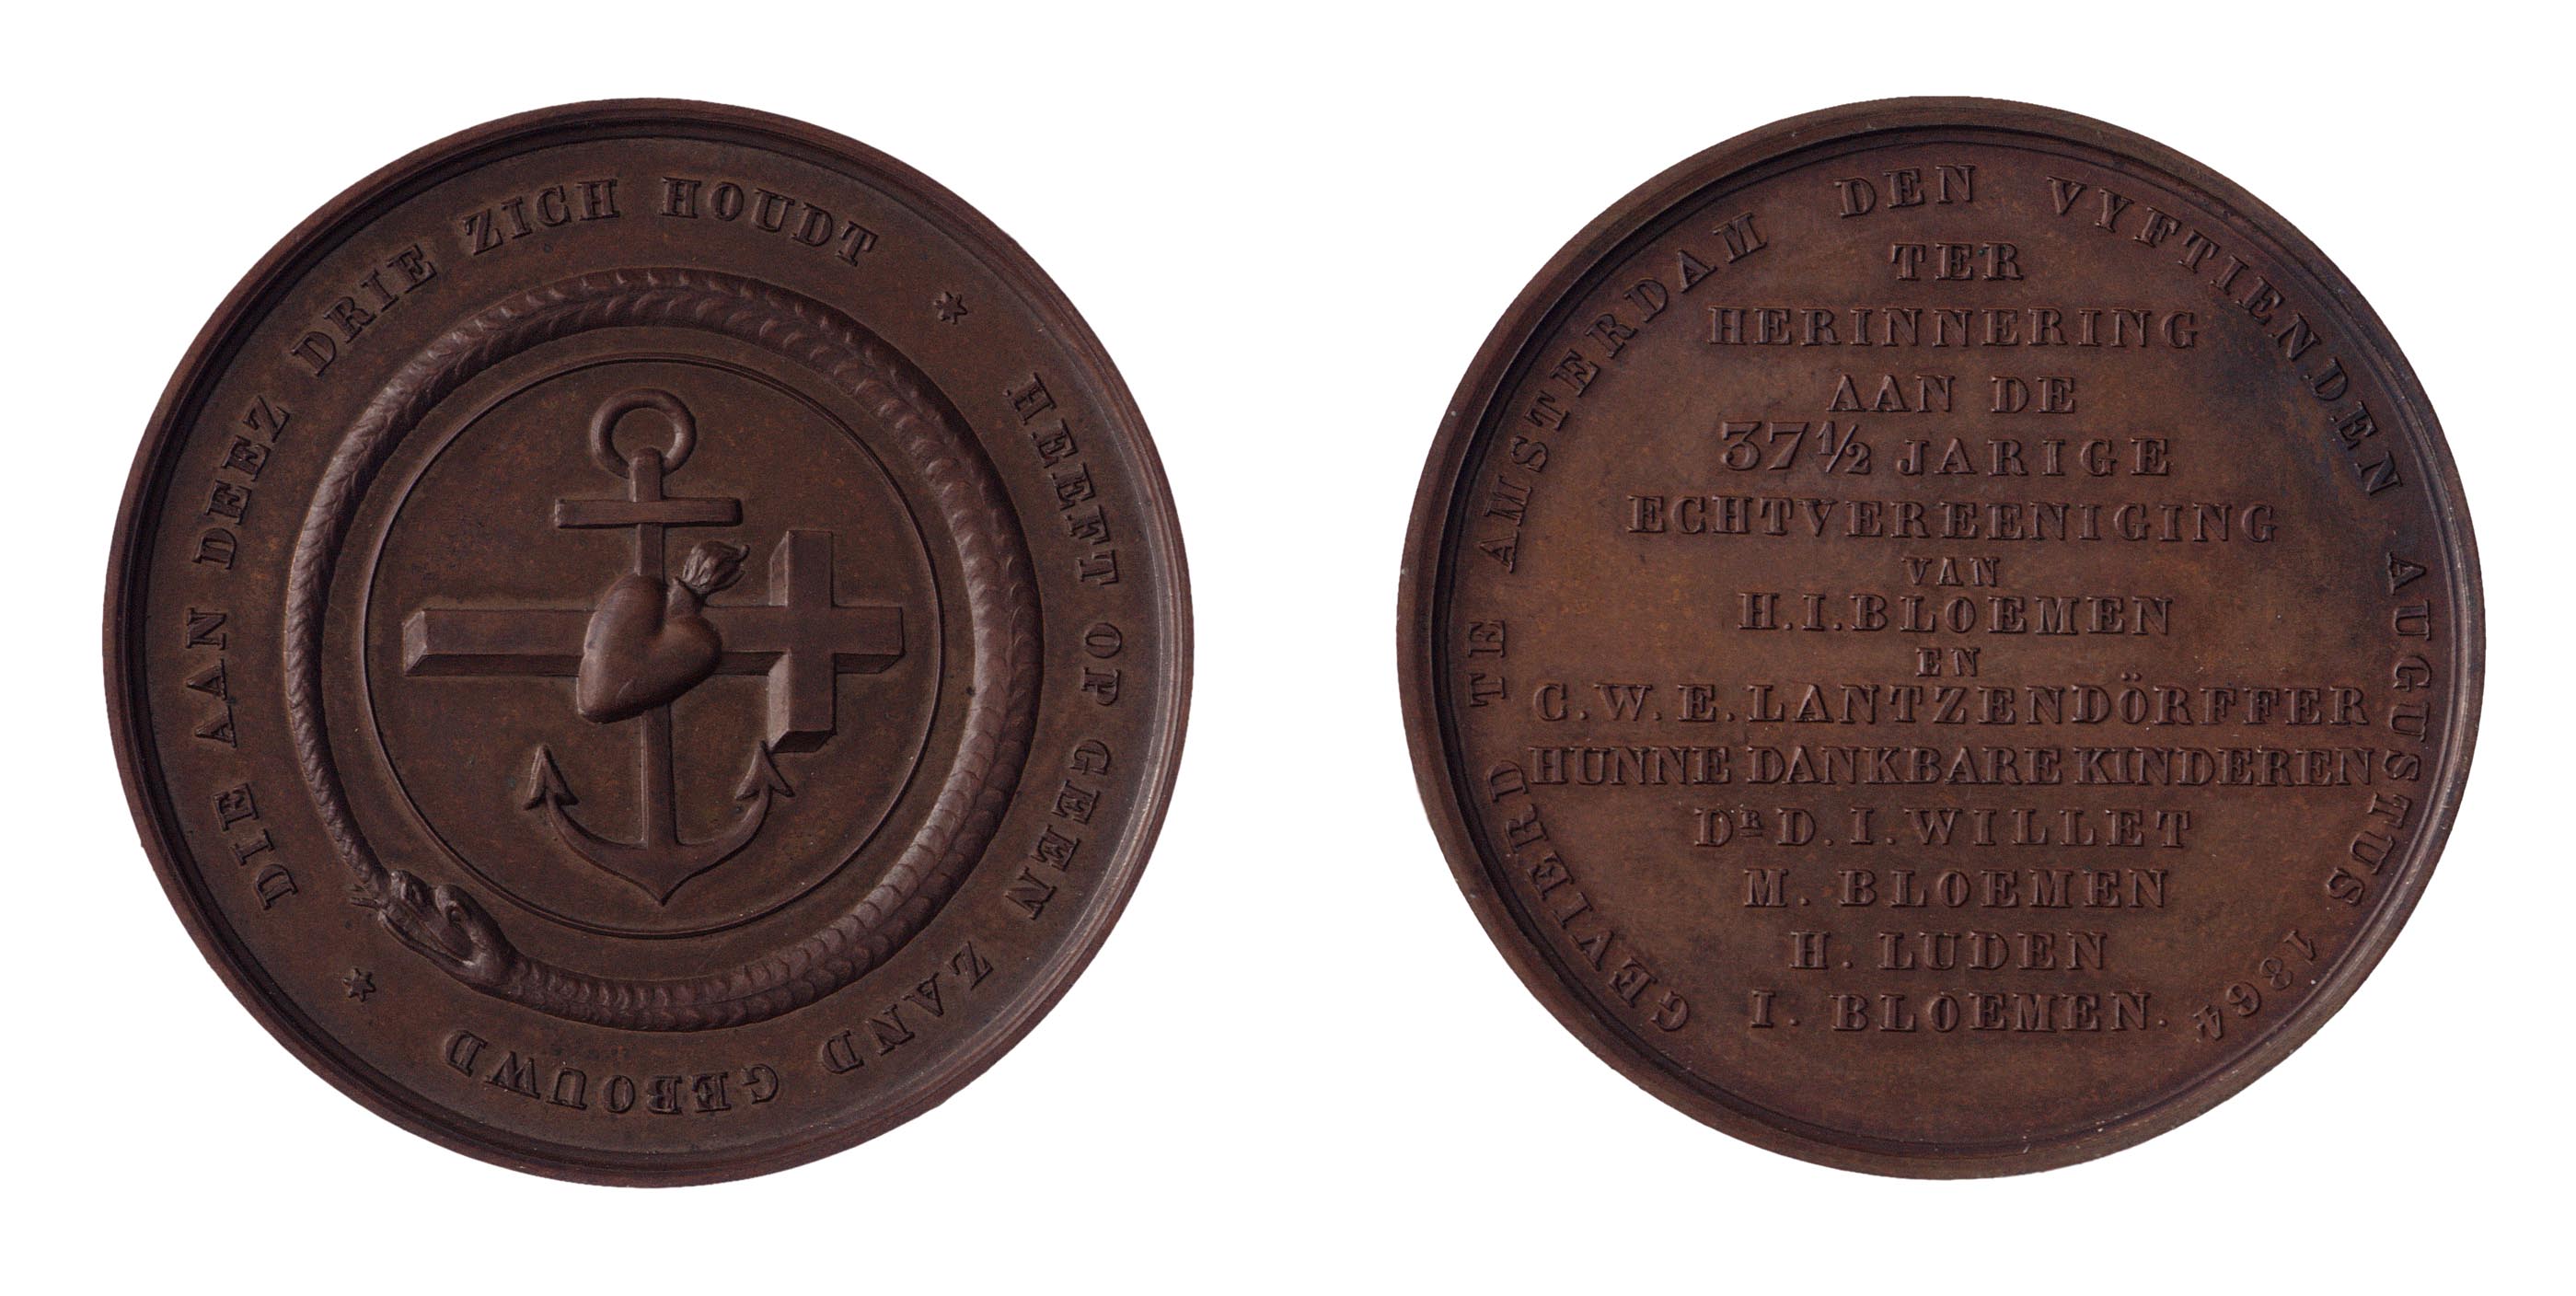 DIE AAN DEEZ DRIE ZICH HOUDT * HEEFT OP GEEN ZAND GEBOUWD *
GEVIERD TE AMSTERDAM DEN VYFTIENDEN AUGUSTUS 1864
TER
HERINNERING
AAN DE
37½ JARIGE
ECHTVEREENIGING
VAN
H.I.BLOEMEN
EN
C.W.E.LANTZENDÖRFFER
HUNNE DANKBARE KINDEREN
DR D.I.WILLET
M. BLOEMEN
H. LUDEN
I. BLOEMEN.